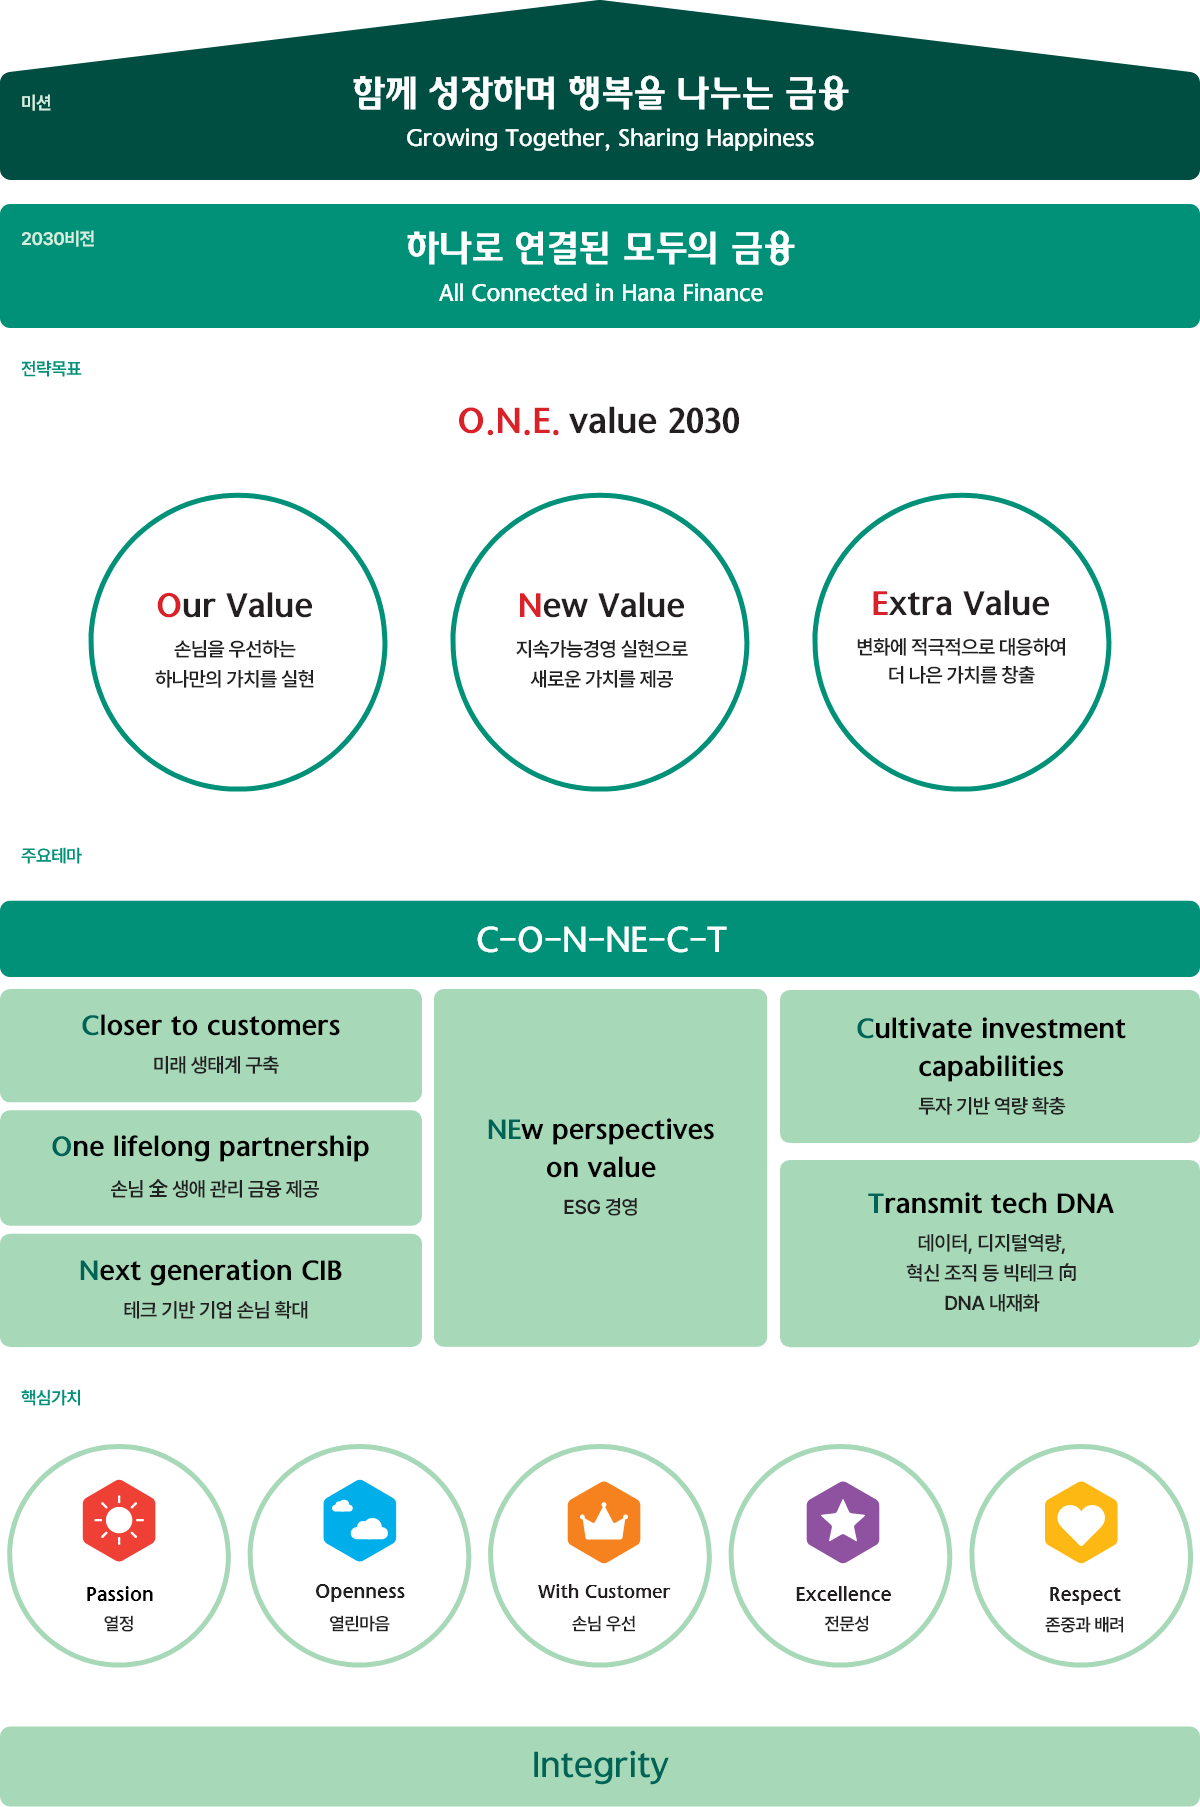 미션
함께 성장하며 행복을 나누는 금융
Growing Together, Sharing Happiness
2030비전
하나로 연결된 모두의 금융
All Connected in Hana Finance
전략목표
O.N.E. value 2030
Our Value
손님을 우선하는
하나만의 가치를 실현
New Value
지속가능경영 실현으로
새로운 가치를 제공
Extra Value
변화에 적극적으로 대응하여
더 나은 가치를 창출
주요테마
C-O-N-NE-C-T
Closer to customers
미래 생태계 구축
One lifelong partnership
손님 全 생애 관리 금융 제공
Next generation CIB
테크 기반 기업 손님 확대
NEw perspectives
on value
ESG 경영
Cultivate investment
capabilities
투자 기반 역량 확충
Transmit tech DNA
데이터, 디지털역량,
혁신 조직 등 빅테크 向
DNA 내재화
핵심가치
Passion
열정
Openness
열린마음
With Customer
손님 우선
Excellence
전문성
Respect
존중과 배려
Integrity